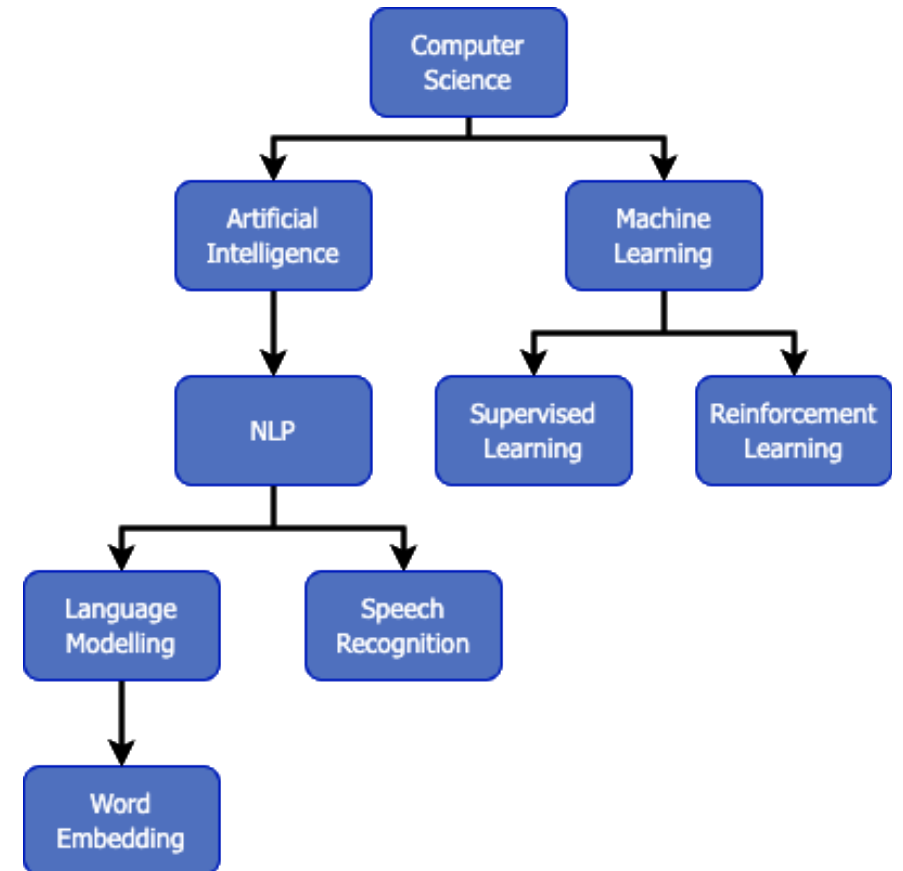 Computer
Science
Artificial
Intelligence
Machine
Learning
NLP
Supervised
Learning
Reinforcement
Learning
Language
Modelling
Speech
Recognition
Word
Embedding